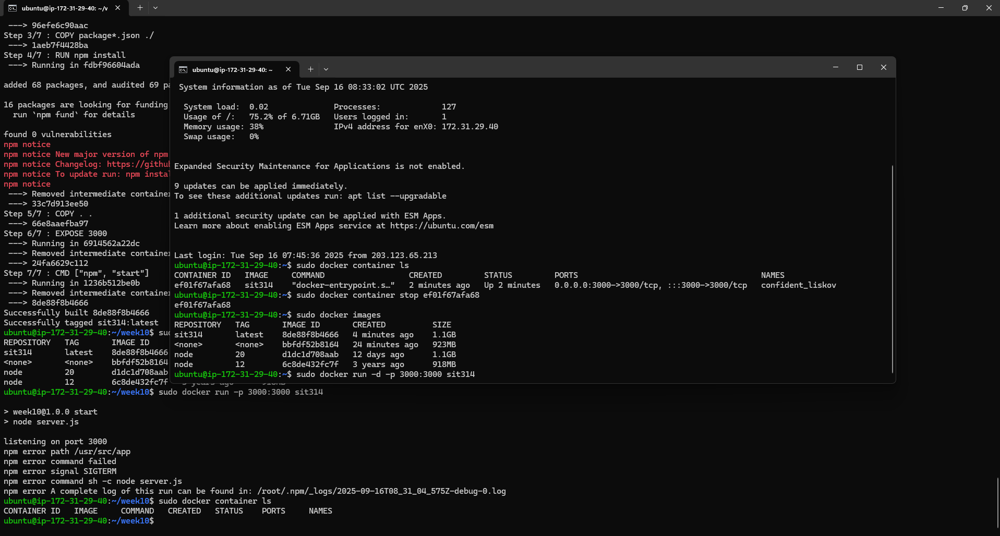 ubuntu@ip-172-31-29-40: ~/w
---> 96efe6c90aac
Step 3/7 : COPY package*.json ./
---> 1aeb7f4428ba
Step 4/7 : RUN npm install
---> Running in fdbf96604ada
added 68 packages, and audited 69 pa
16 packages are looking for funding
run `npm fund` for details
found 0 vulnerabilities
npm notice
npm notice New major version of npm
npm notice Changelog: https://github
npm notice To update run: npm instal
npm notice
---> Removed intermediate container
---> 33c7d913ee50
Step 5/7 : COPY . .
---> 66e8aaefba97
Step 6/7 : EXPOSE 3000
---> Running in 6914562a22dc
---> Removed intermediate container
---> 24fa6629c112
Step 7/7 : CMD ["npm", "start"]
---> Running in 1236b512be0b
---> Removed intermediate container
---> 8de88f8b4666
Successfully built 8de88f8b4666
Successfully tagged sit314:latest
ubuntu@ip-172-31-29-40:~/week10$ sud
REPOSITORY TAG IMAGE ID
sit314 latest 8de88f8b4666
<none> <none> bbfdf52b8164
node 20 d1dc1d708aab
node 12 6c8de432fc7f 3 years ago 918MB
ubuntu@ip-172-31-29-40:~/week10$ sudo docker run -p 3000:3000 sit314
> week10@1.0.0 start
> node server.js
listening on port 3000
npm error path /usr/src/app
npm error command failed
npm error signal SIGTERM
npm error command sh -c node server.js
npm error A complete log of this run can be found in: /root/.npm/_logs/2025-09-16T08_31_04_575Z-debug-0.log
ubuntu@ip-172-31-29-40:~/week10$ sudo docker container ls
CONTAINER ID IMAGE COMMAND CREATED STATUS PORTS NAMES
ubuntu@ip-172-31-29-40:~/week10$
ubuntu@ip-172-31-29-40: ~
System information as of Tue Sep 16 08:33:02 UTC 2025
System load: 0.02 Processes: 127
Usage of /: 75.2% of 6.71GB Users logged in: 1
Memory usage: 38% IPv4 address for enX0: 172.31.29.40
Swap usage: 0%
Expanded Security Maintenance for Applications is not enabled.
9 updates can be applied immediately.
To see these additional updates run: apt list --upgradable
1 additional security update can be applied with ESM Apps.
Learn more about enabling ESM Apps service at https://ubuntu.com/esm
Last login: Tue Sep 16 07:45:36 2025 from 203.123.65.213
ubuntu@ip-172-31-29-40:~$ sudo docker container ls
CONTAINER ID IMAGE COMMAND CREATED STATUS PORTS NAMES
ef01f67afa68 sit314 "docker-entrypoint.s…" 2 minutes ago Up 2 minutes 0.0.0.0:3000->3000/tcp, :::3000->3000/tcp confident_liskov
ubuntu@ip-172-31-29-40:~$ sudo docker container stop ef01f67afa68
ef01f67afa68
ubuntu@ip-172-31-29-40:~$ sudo docker images
REPOSITORY TAG IMAGE ID CREATED SIZE
sit314 latest 8de88f8b4666 4 minutes ago 1.1GB
<none> <none> bbfdf52b8164 24 minutes ago 923MB
node 20 d1dc1d708aab 12 days ago 1.1GB
node 12 6c8de432fc7f 3 years ago 918MB
ubuntu@ip-172-31-29-40:~$ sudo docker run -d -p 3000:3000 sit314